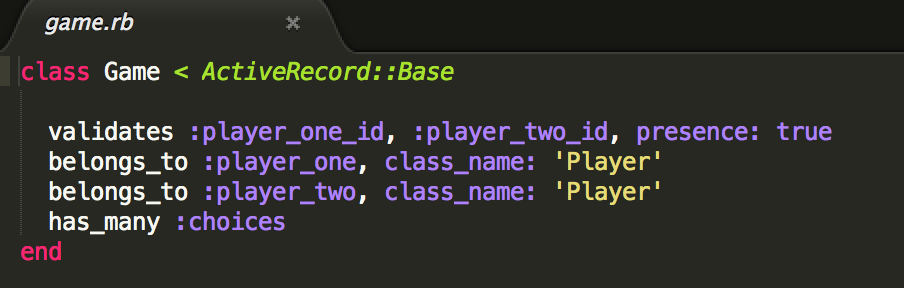 game.rb ×
class Game < ActiveRecord::Base
validates :player_one_id, :player_two_id, presence: true
belongs_to :player_one, class_name: 'Player'
belongs_to :player_two, class_name: 'Player'
has_many :choices
end